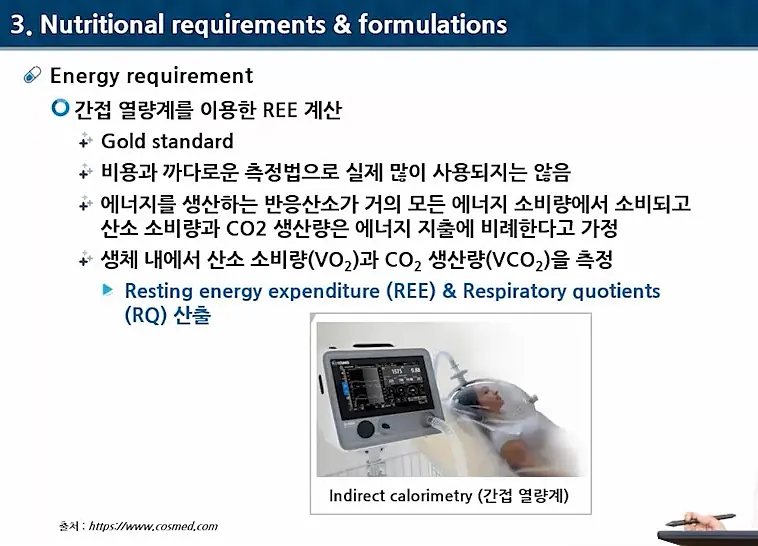 3. Nutritional requirements & formulations
Energy requirement
간접 열량계를 이용한 REE 계산
Gold standard
비용과 까다로운 측정법으로 실제 많이 사용되지는 않음
에너지를 생산하는 반응산소가 거의 모든 에너지 소비량에서 소비되고
산소 소비량과 CO2 생산량은 에너지 지출에 비례한다고 가정
생체 내에서 산소 소비량(VO₂)과 CO₂ 생산량(VCO₂)을 측정
Resting energy expenditure (REE) & Respiratory quotients
(RQ) 산출
COSMED
Indirect calorimetry (간접 열량계)
출처 : https://www.cosmed.com